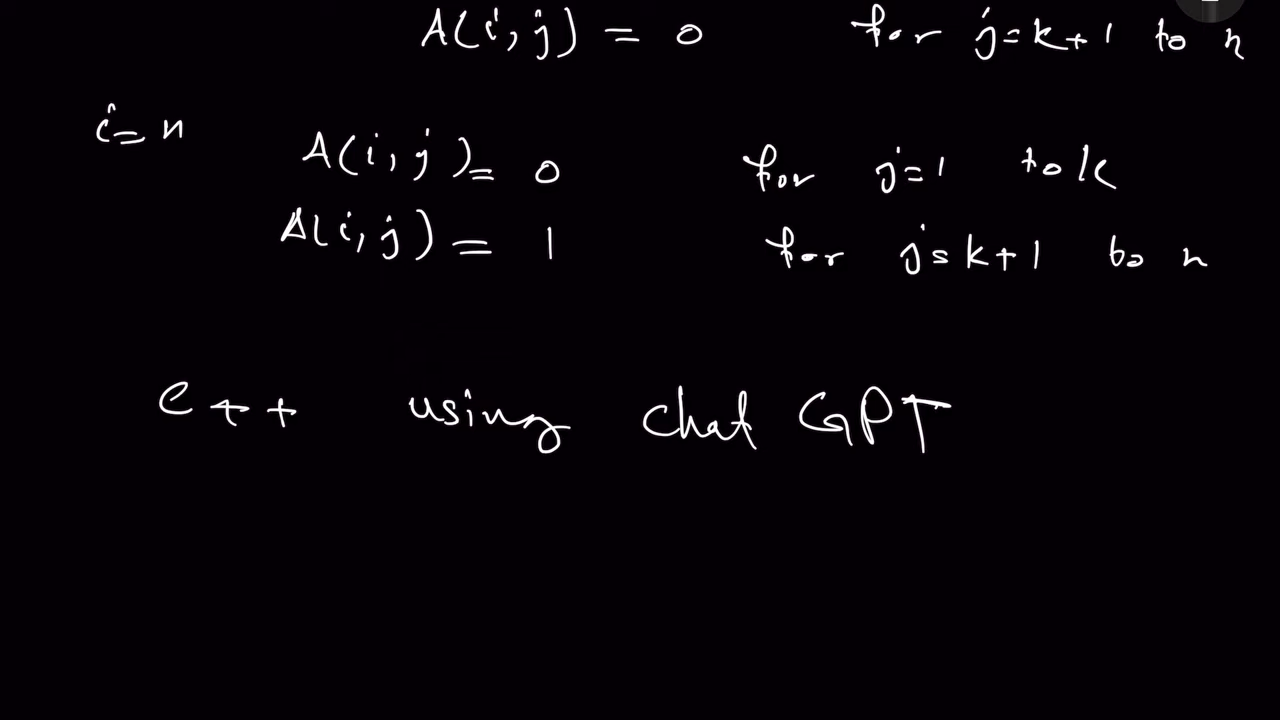 A(i,j) = 0 for j=k+1 to n
i=n
A(i,j)= 0 for j=1 to k
A(i,j) = 1 for j=k+1 to n
C++ using chat GPT